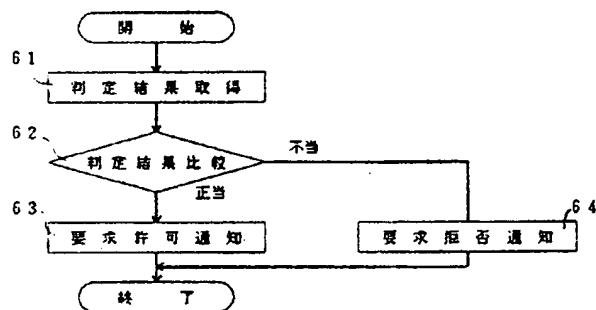 開始
61
判定結果取得
62
判定結果比較
不当
正当
63
要求許可通知
64
要求拒否通知
終了